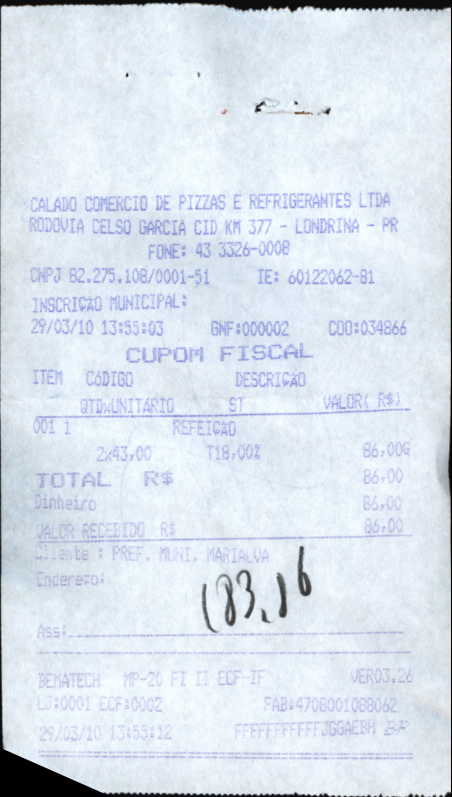 CALADO COMERCIO DE PIZZAS E REFRIGERANTES LTDA
RODOVIA CELSO GARCIA CID KM 377 - LONDRINA - PR
FONE: 43 3326-0008
CNPJ 82.275.108/0001-51 IE: 60122062-81
INSCRIÇÃO MUNICIPAL:
29/03/10 13:55:03 GNF:000002 COO:034866
CUPOM FISCAL
ITEM CóDIGO DESCRIÇÃO
QTDxUNITÁRIO ST VALOR( R$)
001 1 REFEIÇÃO
2x43,00 T18,00% 86,00G
TOTAL R$ 86,00
Dinheiro 86,00
VALOR RECEBIDO R$ 86,00
Cliente : PREF. MUNI. MARIALVA
Endereço:
183,16
Ass:
BEMATECH MP-20 FI II ECF-IF VER03.26
LJ:0001 ECF:0002 FAB:4708001088062
29/03/10 13:55:12 FFFFFFFFFFJGGAEBH BR